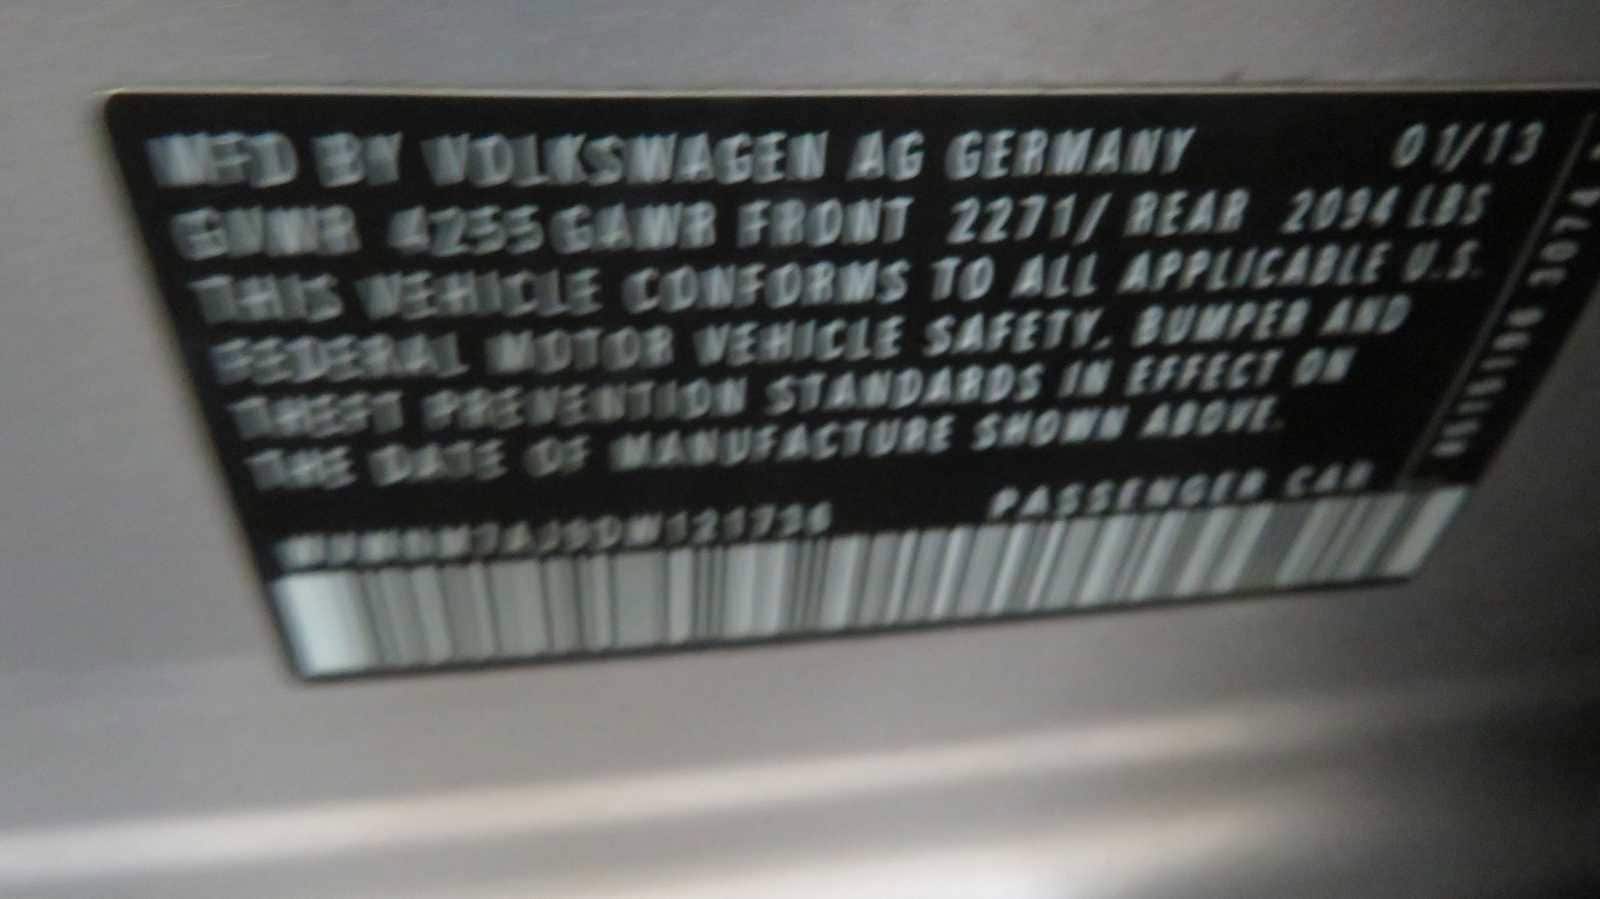 MFD BY VOLKSWAGEN AG GERMANY 01/13
GVWR 4255 GAWR FRONT 2271/ REAR 2094 LBS
THIS VEHICLE CONFORMS TO ALL APPLICABLE U.S.
FEDERAL MOTOR VEHICLE SAFETY, BUMPER AND
THEFT PREVENTION STANDARDS IN EFFECT ON
THE DATE OF MANUFACTURE SHOWN ABOVE.
PASSENGER CAR